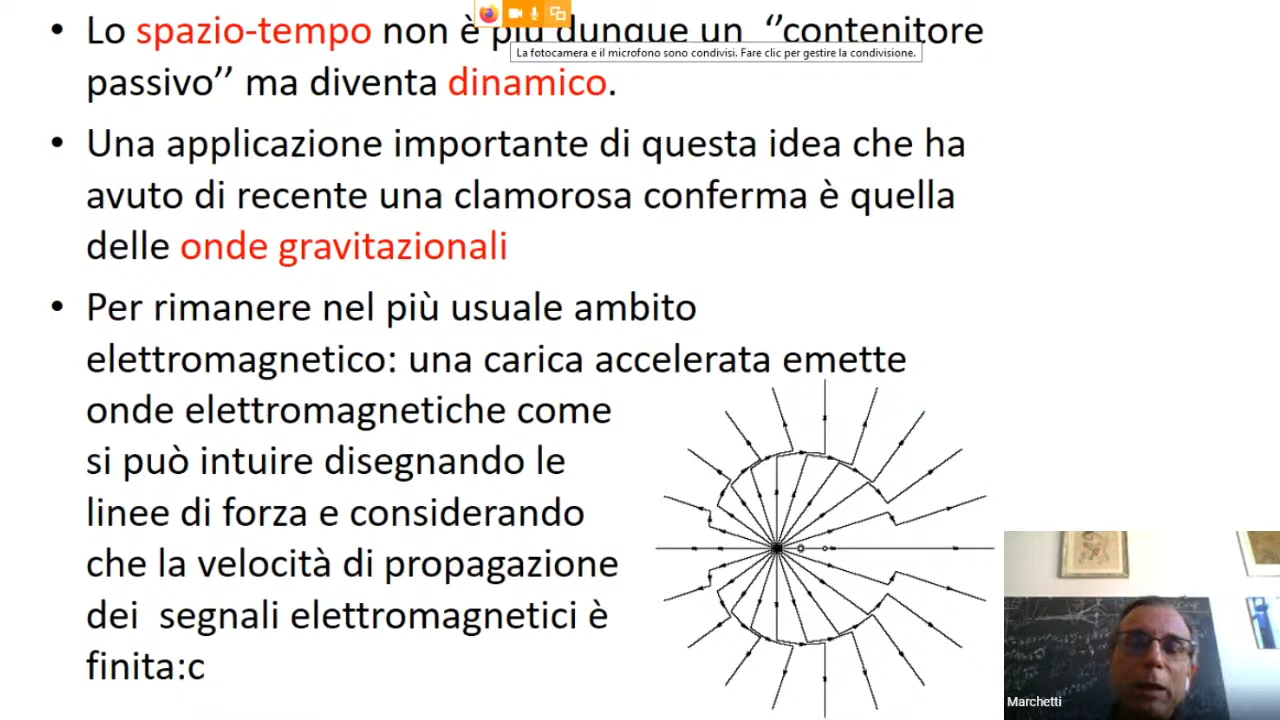 • Lo spazio-tempo non è più dunque un ‘’contenitore
La fotocamera e il microfono sono condivisi. Fare clic per gestire la condivisione.
passivo’’ ma diventa dinamico.
• Una applicazione importante di questa idea che ha
avuto di recente una clamorosa conferma è quella
delle onde gravitazionali
• Per rimanere nel più usuale ambito
elettromagnetico: una carica accelerata emette
onde elettromagnetiche come
si può intuire disegnando le
linee di forza e considerando
che la velocità di propagazione
dei  segnali elettromagnetici è
finita:c
Marchetti